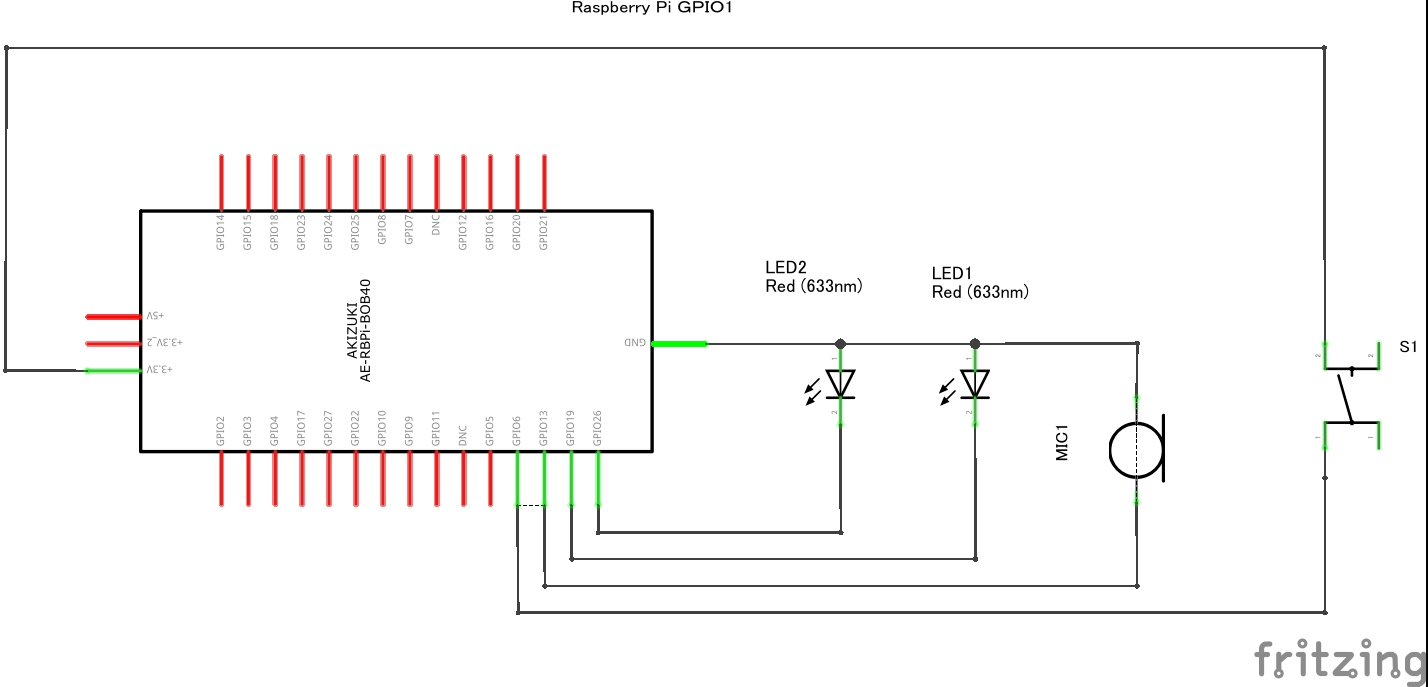 Raspberry Pi GPIO1
GPIO14
GPIO15
GPIO18
GPIO23
GPIO24
GPIO25
GPIO8
GPIO7
DNC
GPIO12
GPIO16
GPIO20
GPIO21
LED2
Red (633nm)
LED1
Red (633nm)
+5V
+3.3V_2
+3.3V
AKIZUKI
AE-RBPi-BOB40
GND
S1
1
2
1
2
2
2
1
1
MIC1
GPIO2
GPIO3
GPIO4
GPIO17
GPIO27
GPIO22
GPIO10
GPIO9
GPIO11
DNC
GPIO5
GPIO6
GPIO13
GPIO19
GPIO26
fritzing